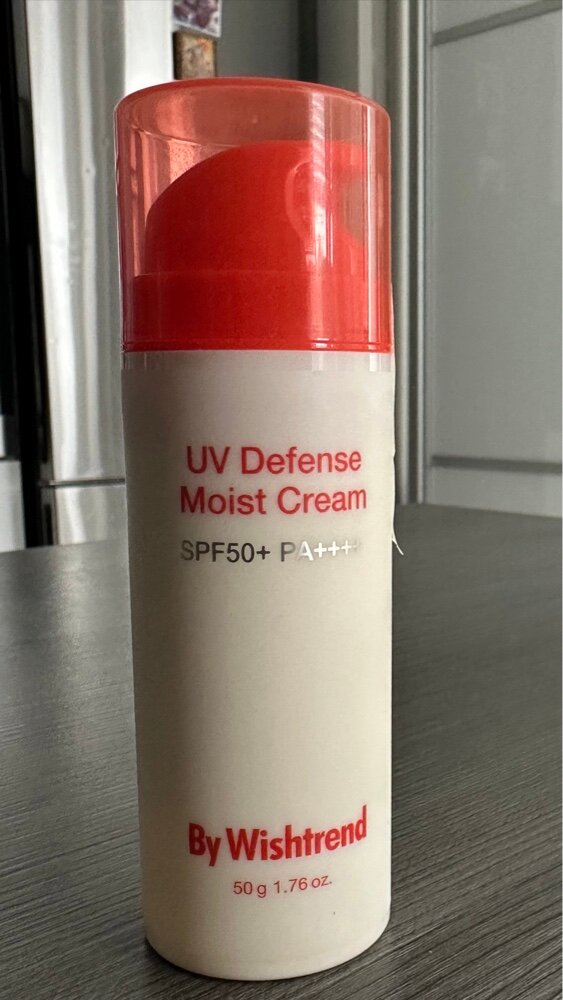 UV Defense
Moist Cream
SPF50+ PA++++
By Wishtrend
50 g 1.76 oz.